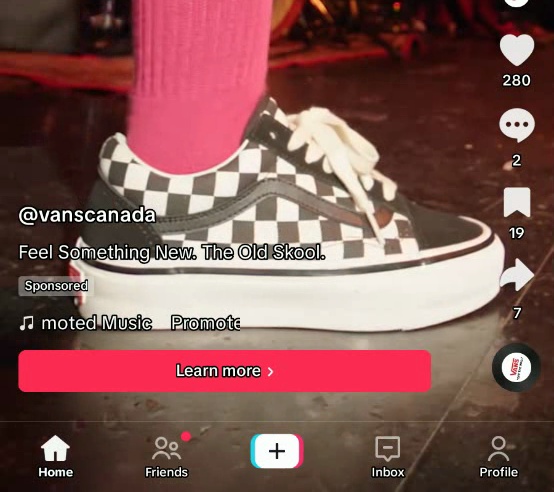 280
2
@vanscanada
Feel Something New. The Old Skool.
19
Sponsored
7
moted Music Promote
Learn more
VANS
Home
Friends
Inbox
Profile